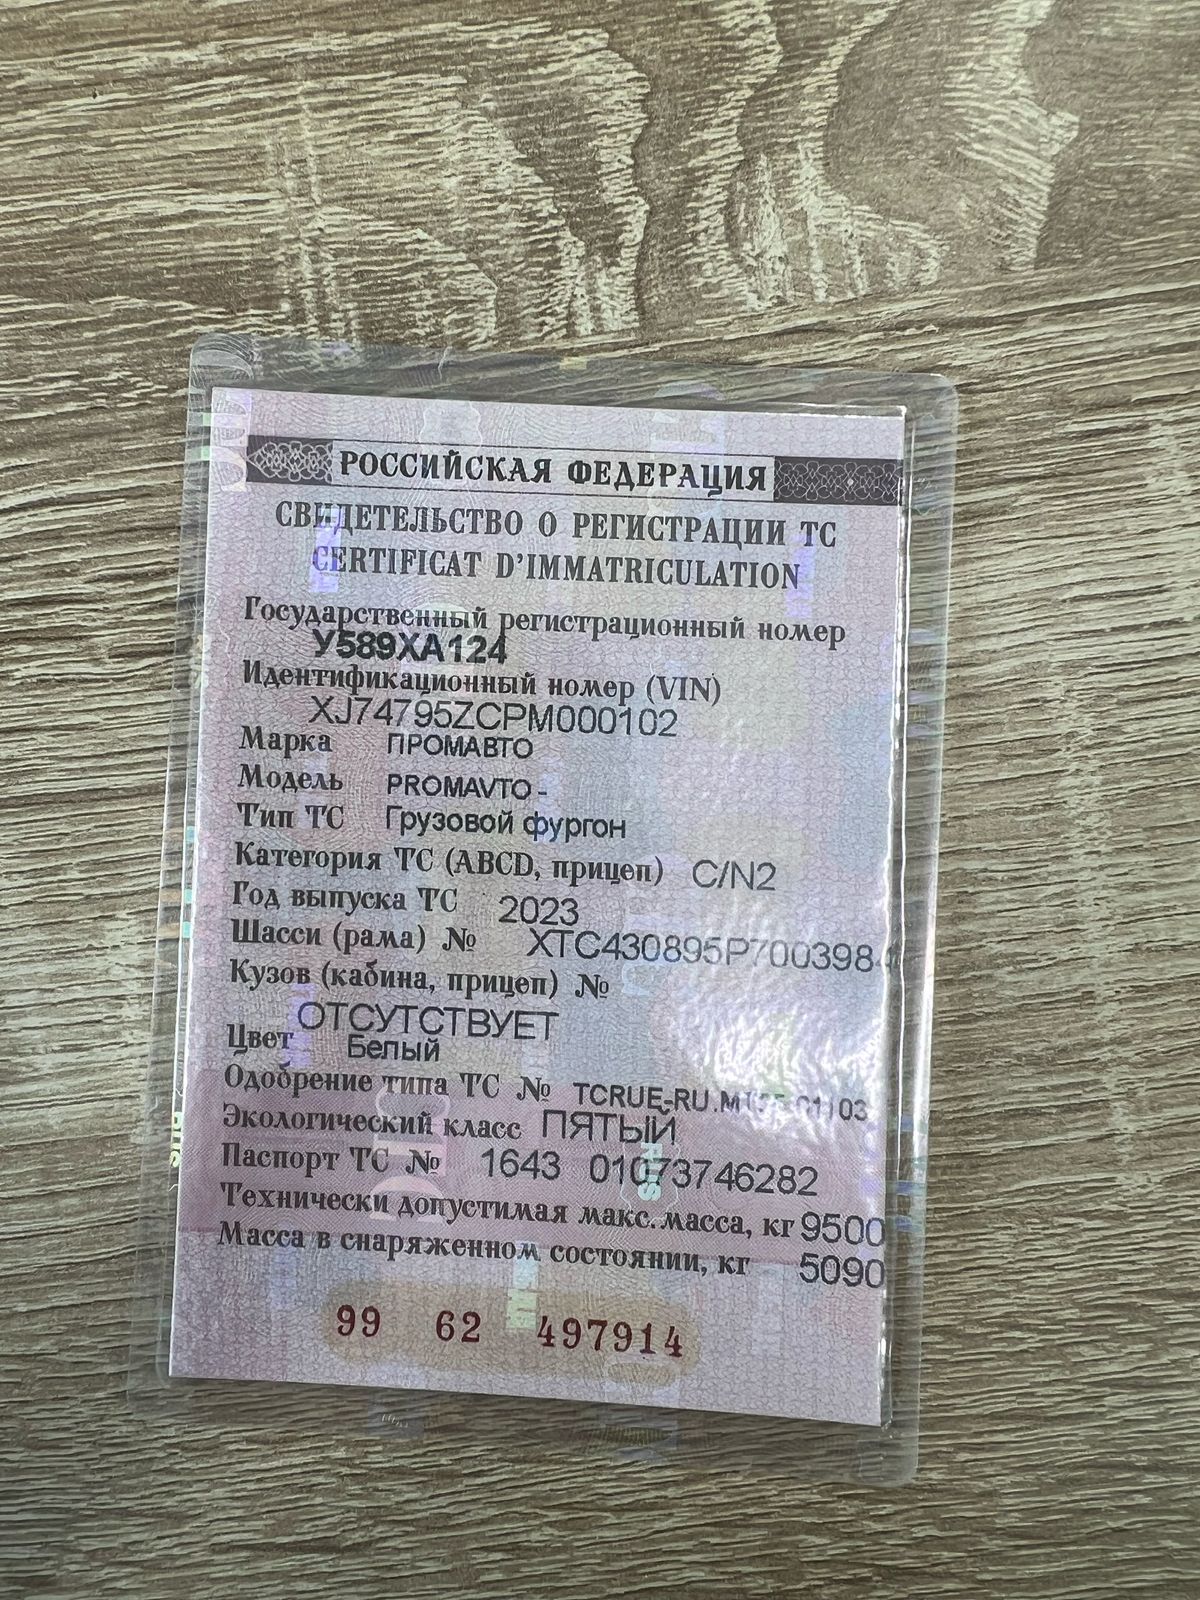 РОССИЙСКАЯ ФЕДЕРАЦИЯ
СВИДЕТЕЛЬСТВО О РЕГИСТРАЦИИ ТС
CERTIFICAT D'IMMATRICULATION
Государственный регистрационный номер
У589ХА124
Идентификационный номер (VIN)
XJ74795ZCPM000102
Марка ПРОМАВТО
Модель PROMAVTO -
Тип ТС Грузовой фургон
Категория ТС (ABCD, прицеп) C/N2
Год выпуска ТС 2023
Шасси (рама) № XTC430895P7003984
Кузов (кабина, прицеп) №
ОТСУТСТВУЕТ
Цвет Белый
Одобрение типа ТС №
Экологический класс ПЯТЫЙ
Паспорт ТС № 1643 01073746282
Технически допустимая макс. масса, кг 9500
Масса в снаряженном состоянии, кг 5090
99 62 497914